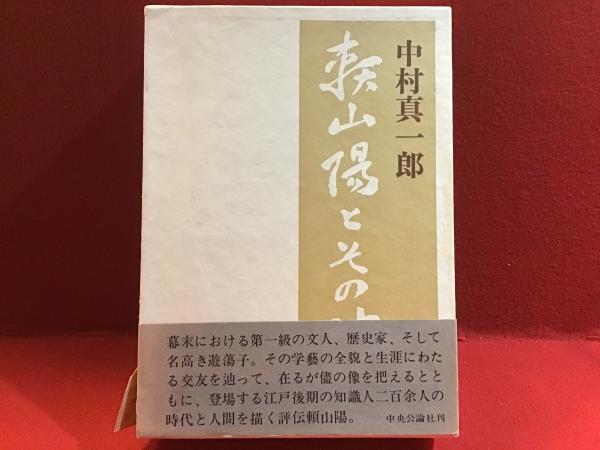 中村真一郎
頼山陽とその
幕末における第一級の文人、歴史家、そして
名高き遊蕩子。その学藝の全貌と生涯にわた
る交友を辿って、在るが儘の像を把えるとと
もに、登場する江戸後期の知識人二百余人の
時代と人間を描く評伝頼山陽。
中央公論社刊